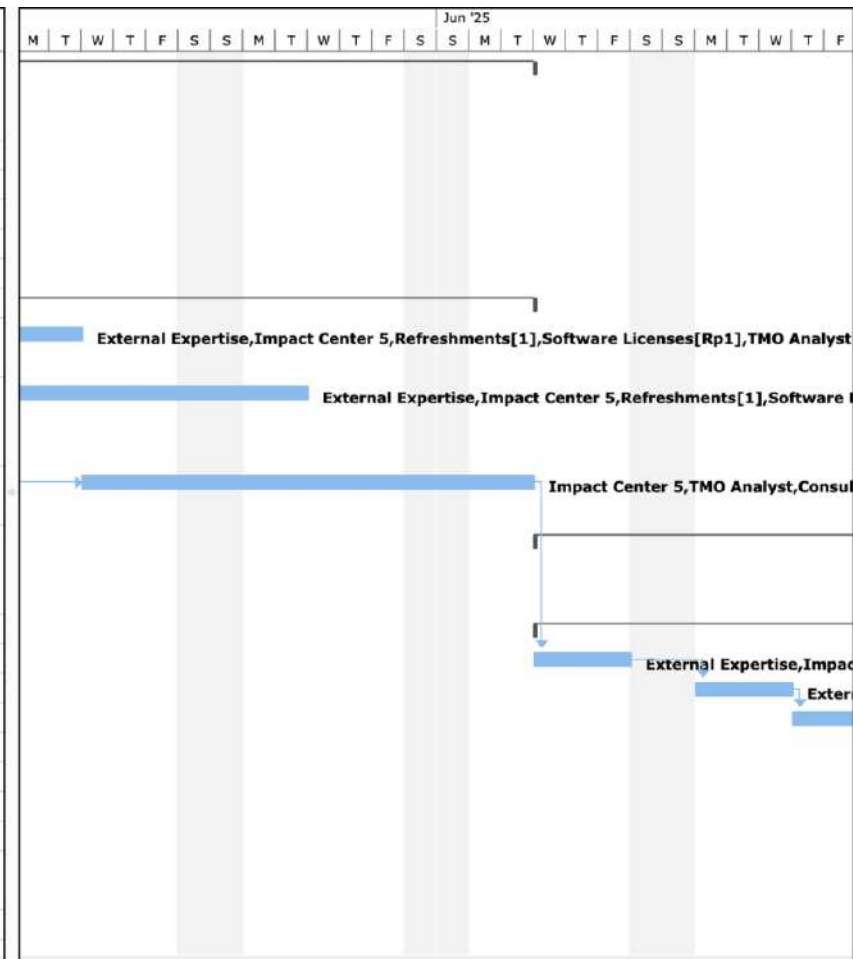 Jun '25
M T W T F S S M T W T F S S M T W T F S S M T W T F
External Expertise,Impact Center 5,Refreshments[1],Software Licenses[Rp1],TMO Analyst
External Expertise,Impact Center 5,Refreshments[1],Software
Impact Center 5,TMO Analyst,Consul
External Expertise,Impac
Exter